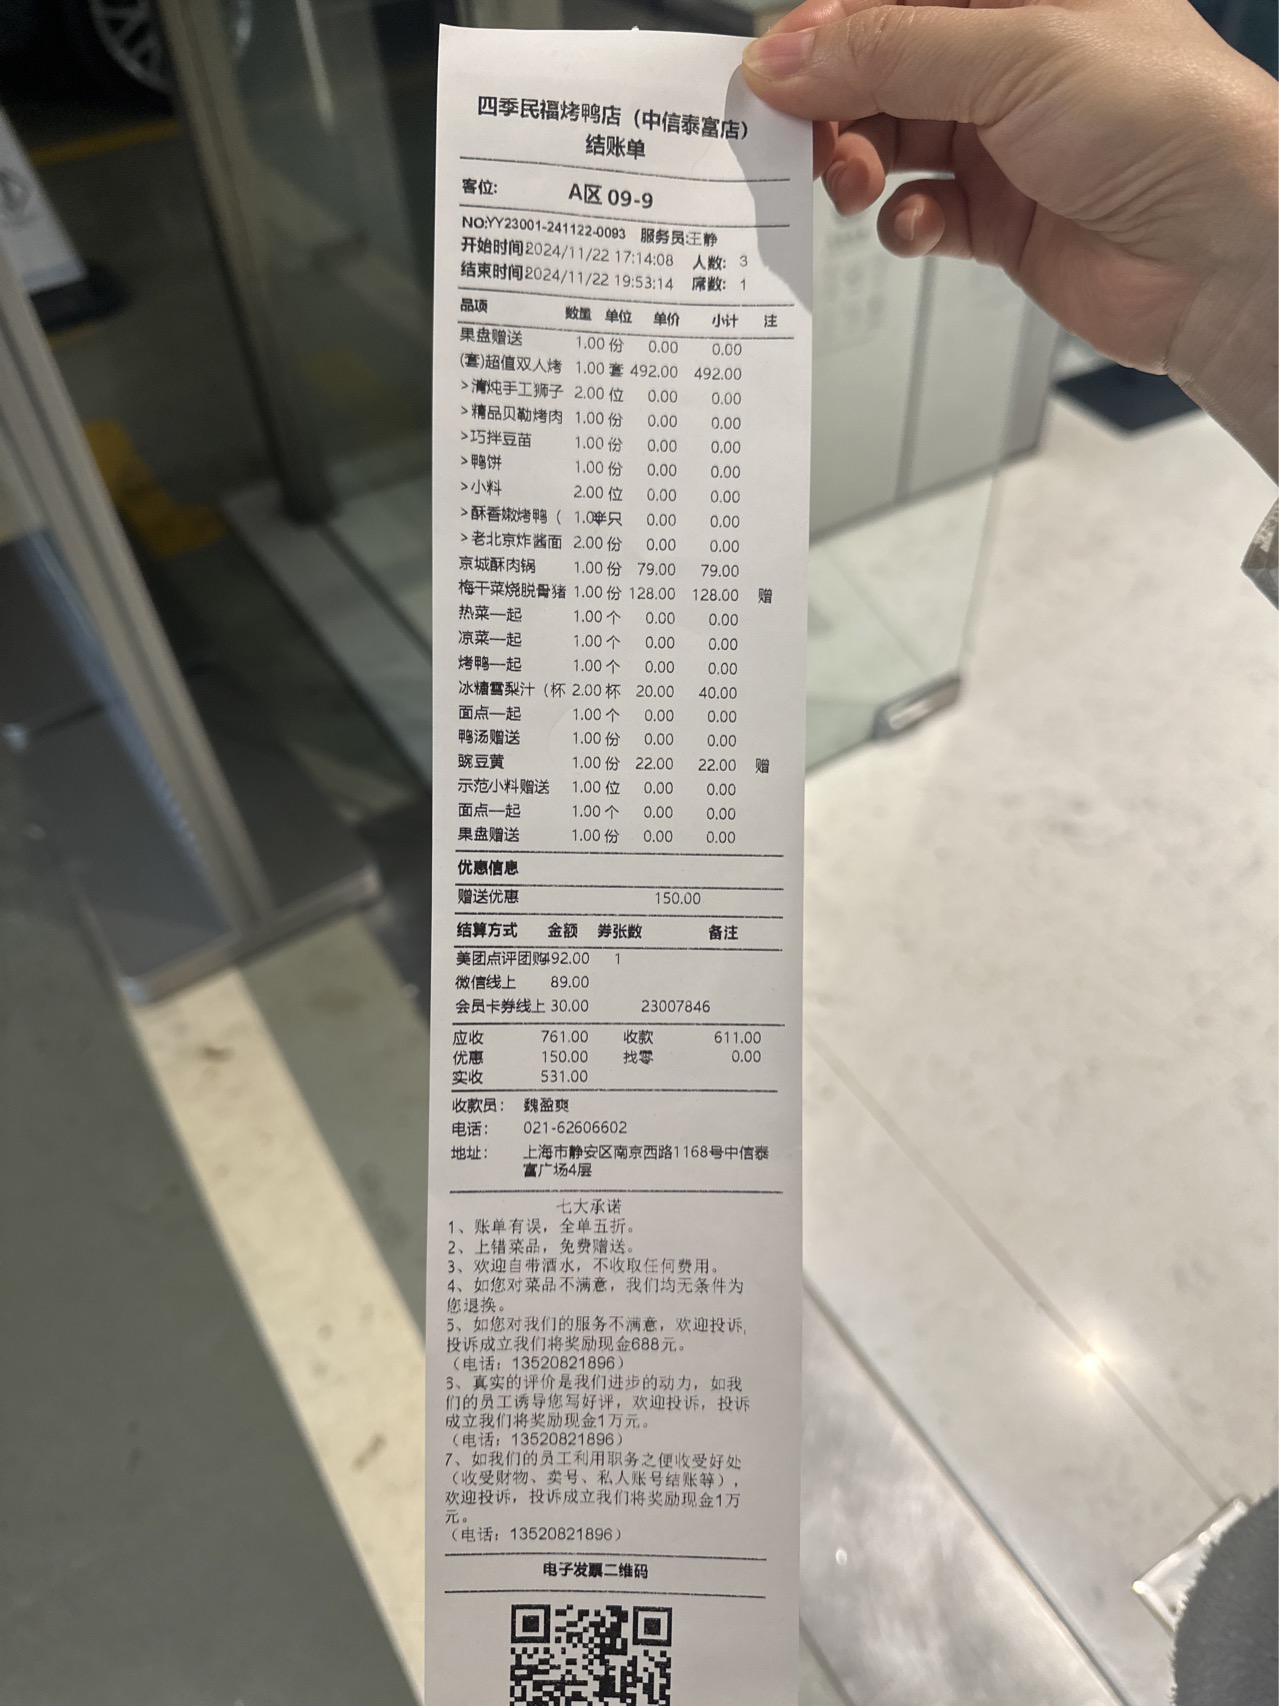 四季民福烤鸭店（中信泰富店）
结账单
客位: A区 09-9
NO:YY23001-241122-0093 服务员:王静
开始时间2024/11/22 17:14:08 人数: 3
结束时间2024/11/22 19:53:14 席数: 1
品项 数量 单位 单价 小计 注
果盘赠送 1.00 份 0.00 0.00
(套)超值双人烤 1.00 套 492.00 492.00
>清炖手工狮子 2.00 位 0.00 0.00
>精品贝勒烤肉 1.00 份 0.00 0.00
>巧拌豆苗 1.00 份 0.00 0.00
>鸭饼 1.00 份 0.00 0.00
>小料 2.00 位 0.00 0.00
>酥香嫩烤鸭（ 1.0半只 0.00 0.00
>老北京炸酱面 2.00 份 0.00 0.00
京城酥肉锅 1.00 份 79.00 79.00
梅干菜烧脱骨猪 1.00 份 128.00 128.00 赠
热菜一起 1.00 个 0.00 0.00
凉菜一起 1.00 个 0.00 0.00
烤鸭一起 1.00 个 0.00 0.00
冰糖雪梨汁（杯 2.00 杯 20.00 40.00
面点一起 1.00 个 0.00 0.00
鸭汤赠送 1.00 份 0.00 0.00
豌豆黄 1.00 份 22.00 22.00 赠
示范小料赠送 1.00 位 0.00 0.00
面点一起 1.00 个 0.00 0.00
果盘赠送 1.00 份 0.00 0.00
优惠信息
赠送优惠 150.00
结算方式 金额 券张数 备注
美团点评团购492.00 1
微信线上 89.00
会员卡券线上 30.00 23007846
应收 761.00 收款 611.00
优惠 150.00 找零 0.00
实收 531.00
收款员： 魏盈爽
电话： 021-62606602
地址： 上海市静安区南京西路1168号中信泰
富广场4层
七大承诺
1、账单有误，全单五折。
2、上错菜品，免费赠送。
3、欢迎自带酒水，不收取任何费用。
4、如您对菜品不满意，我们均无条件为
您退换。
5、如您对我们的服务不满意，欢迎投诉,
投诉成立我们将奖励现金688元。
（电话：13520821896）
3、真实的评价是我们进步的动力，如我
们的员工诱导您写好评，欢迎投诉，投诉
成立我们将奖励现金1万元。
（电话：13520821896）
7、如我们的员工利用职务之便收受好处
（收受财物、卖号、私人账号结账等），
欢迎投诉，投诉成立我们将奖励现金1万
元。
（电话：13520821896）
电子发票二维码